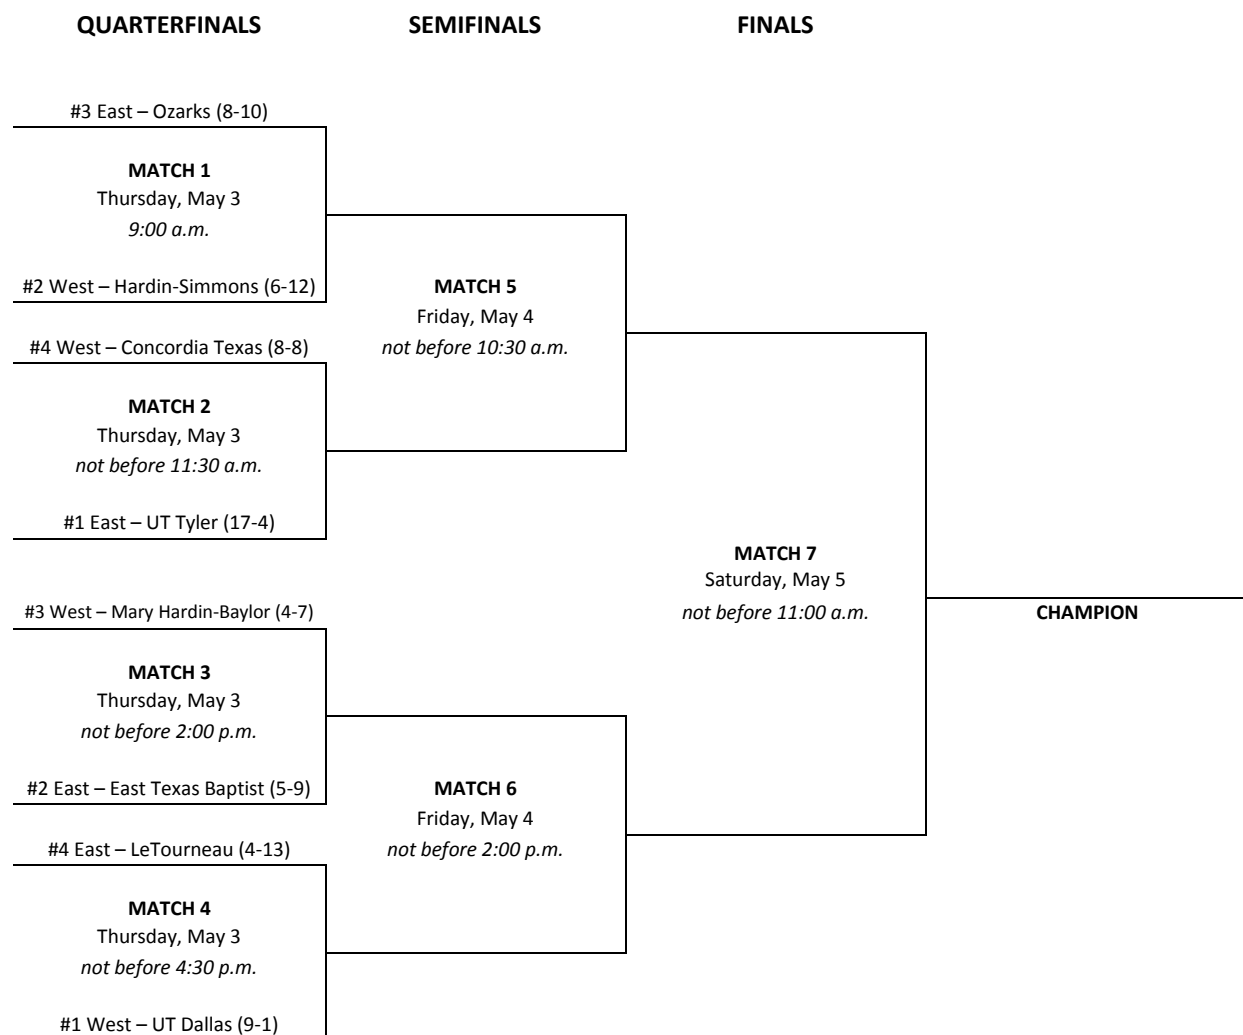 QUARTERFINALS
SEMIFINALS
FINALS
#3 East – Ozarks (8-10)
MATCH 1
Thursday, May 3
9:00 a.m.
#2 West – Hardin-Simmons (6-12)
#4 West – Concordia Texas (8-8)
MATCH 2
Thursday, May 3
not before 11:30 a.m.
#1 East – UT Tyler (17-4)
#3 West – Mary Hardin-Baylor (4-7)
MATCH 3
Thursday, May 3
not before 2:00 p.m.
#2 East – East Texas Baptist (5-9)
#4 East – LeTourneau (4-13)
MATCH 4
Thursday, May 3
not before 4:30 p.m.
#1 West – UT Dallas (9-1)
MATCH 5
Friday, May 4
not before 10:30 a.m.
MATCH 6
Friday, May 4
not before 2:00 p.m.
MATCH 7
Saturday, May 5
not before 11:00 a.m.
CHAMPION